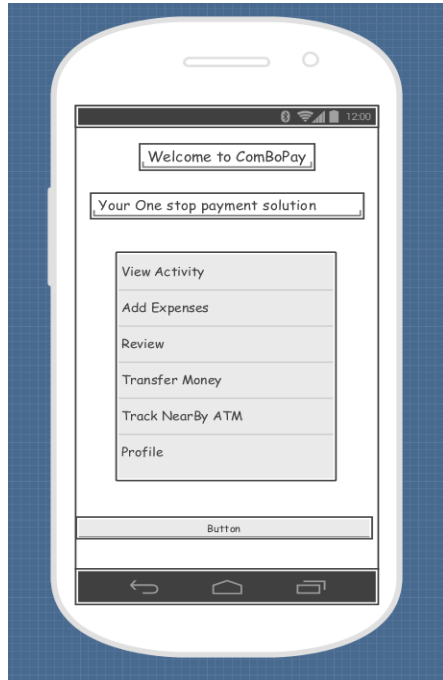 12:00
Welcome to ComBoPay
Your One stop payment solution
View Activity
Add Expenses
Review
Transfer Money
Track NearBy ATM
Profile
Button